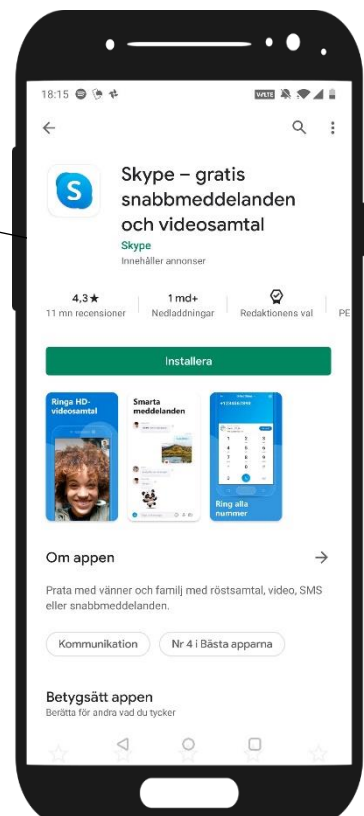 18:15
VoLTE
S
Skype – gratis
snabbmeddelanden
och videosamtal
Skype
Innehåller annonser
4,3★
11 mn recensioner
1 md+
Nedladdningar
Redaktionens val
PE
Installera
Ringa HD-
videosamtal
Smarta
meddelanden
Ring alla
nummer
Om appen
Prata med vänner och familj med röstsamtal, video, SMS
eller snabbmeddelanden.
Kommunikation
Nr 4 i Bästa apparna
Betygsätt appen
Berätta för andra vad du tycker